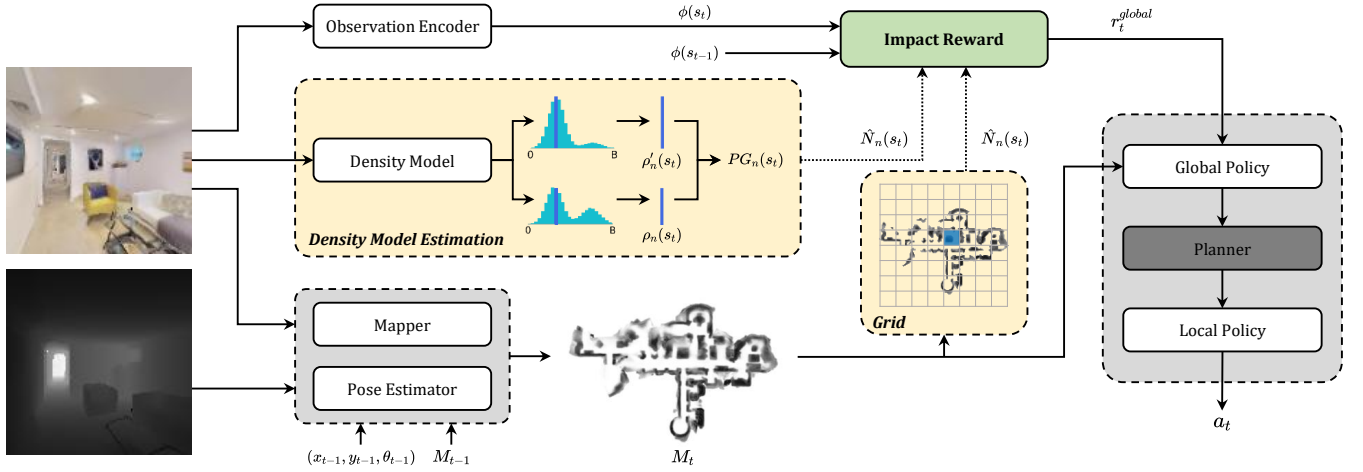 Observation Encoder
ϕ(s_t)
ϕ(s_{t−1})
Impact Reward
r_t^{global}
Density Model
0
B
ρ′_n(s_t)
0
B
ρ_n(s_t)
PG_n(s_t)
Density Model Estimation
N̂_n(s_t)
N̂_n(s_t)
Grid
Mapper
Pose Estimator
(x_{t−1}, y_{t−1}, θ_{t−1})
M_{t−1}
M_t
Global Policy
Planner
Local Policy
a_t